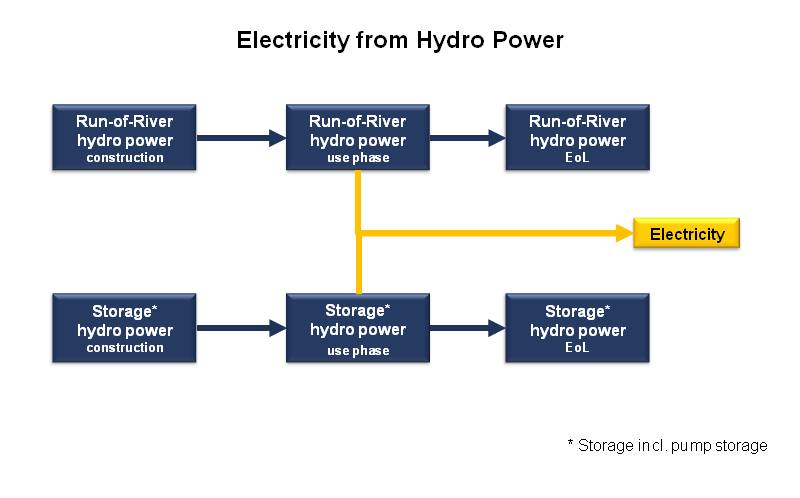 Electricity from Hydro Power
Run-of-River
hydro power
construction
Run-of-River
hydro power
use phase
Run-of-River
hydro power
EoL
Electricity
Storage*
hydro power
construction
Storage*
hydro power
use phase
Storage*
hydro power
EoL
* Storage incl. pump storage